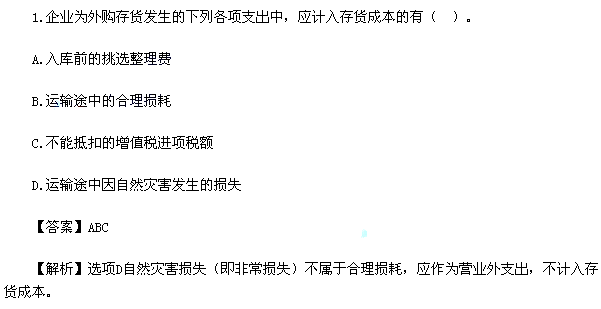 1.企业为外购存货发生的下列各项支出中，应计入存货成本的有（ ）。
A.入库前的挑选整理费
B.运输途中的合理损耗
C.不能抵扣的增值税进项税额
D.运输途中因自然灾害发生的损失
【答案】ABC
【解析】选项D自然灾害损失（即非常损失）不属于合理损耗，应作为营业外支出，不计入存
货成本。